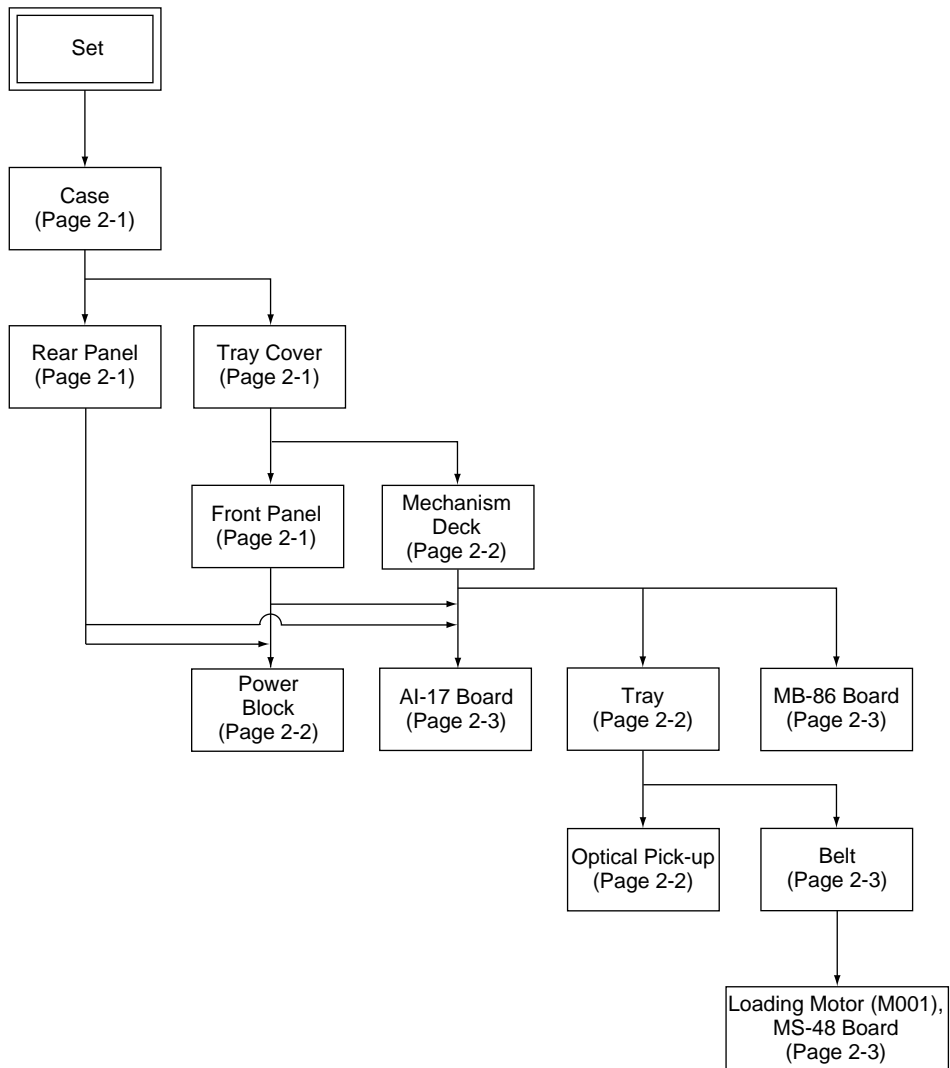 Set
Case
(Page 2-1)
Rear Panel
(Page 2-1)
Tray Cover
(Page 2-1)
Front Panel
(Page 2-1)
Mechanism
Deck
(Page 2-2)
Power
Block
(Page 2-2)
AI-17 Board
(Page 2-3)
Tray
(Page 2-2)
MB-86 Board
(Page 2-3)
Optical Pick-up
(Page 2-2)
Belt
(Page 2-3)
Loading Motor (M001),
MS-48 Board
(Page 2-3)